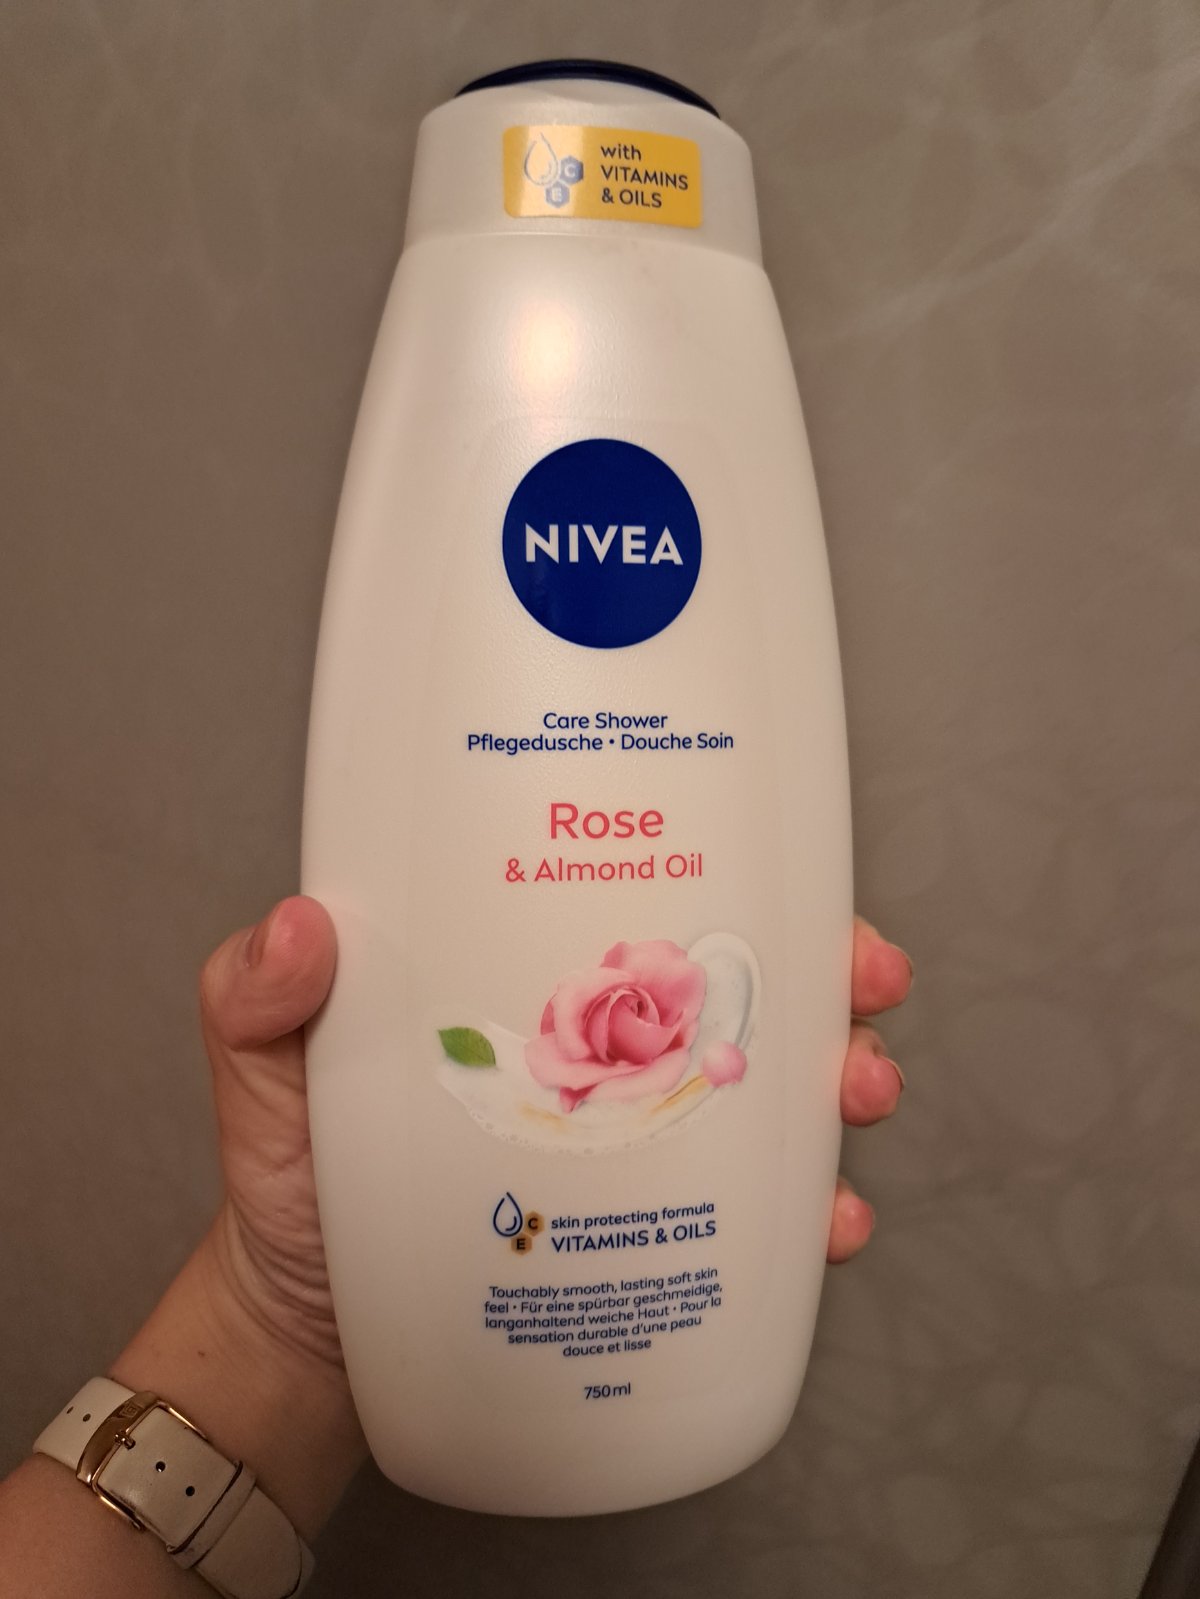 with
VITAMINS
& OILS
C
E
NIVEA
Care Shower
Pflegedusche • Douche Soin
Rose
& Almond Oil
C
E
skin protecting formula
VITAMINS & OILS
Touchably smooth, lasting soft skin
feel • Für eine spürbar geschmeidige,
langanhaltend weiche Haut • Pour la
sensation durable d'une peau
douce et lisse
750 ml